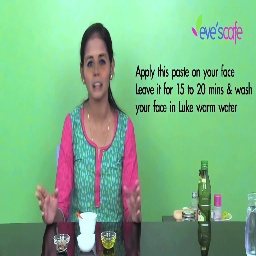 eve'scafe
Apply this paste on your face
Leave it for 15 to 20 mins & wash
your face in Luke warm water